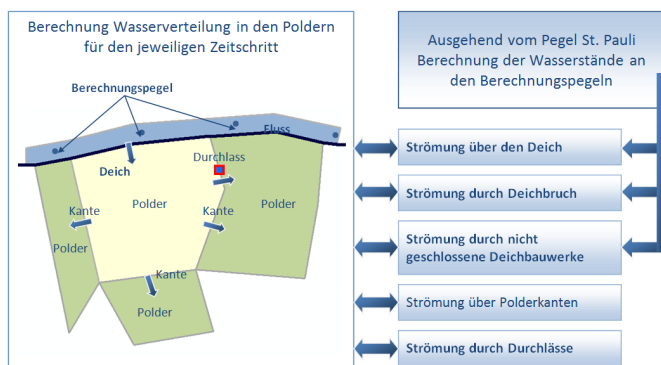 Berechnung Wasserverteilung in den Poldern
für den jeweiligen Zeitschritt
Berechnungspegel
Fluss
Deich
Durchlass
Kante
Polder
Kante
Polder
Polder
Kante
Polder
Ausgehend vom Pegel St. Pauli
Berechnung der Wasserstände an
den Berechnungspegeln
Strömung über den Deich
Strömung durch Deichbruch
Strömung durch nicht
geschlossene Deichbauwerke
Strömung über Polderkanten
Strömung durch Durchlässe